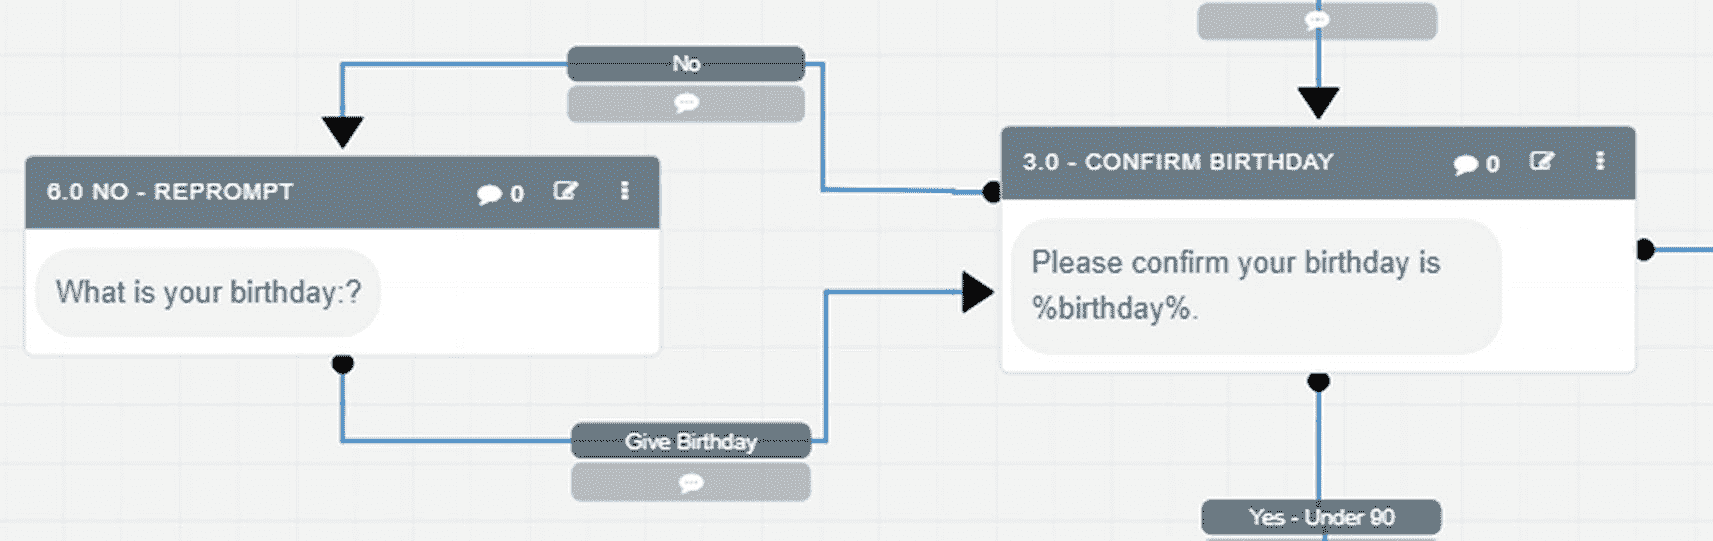 No
6.0 NO - REPROMPT 0
What is your birthday:?
3.0 - CONFIRM BIRTHDAY 0
Please confirm your birthday is
%birthday%.
Give Birthday
Yes - Under 90